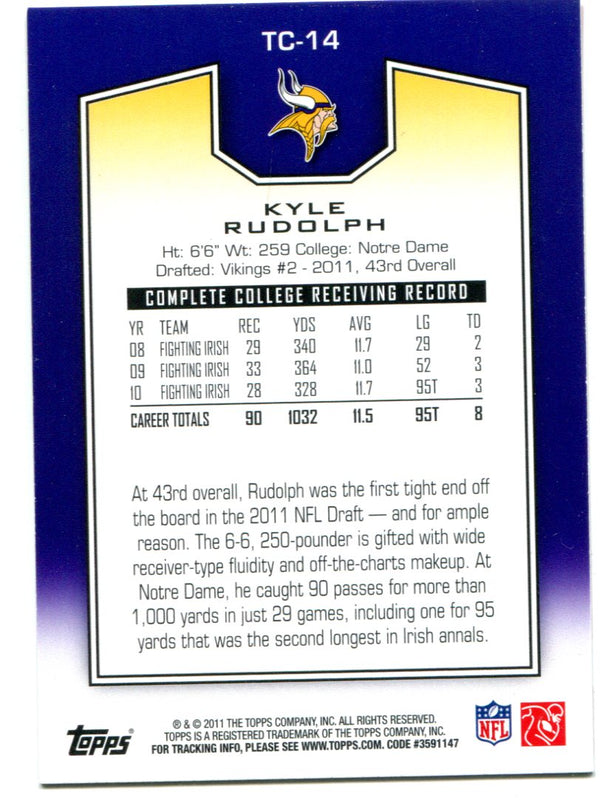 TC-14
KYLE
RUDOLPH
Ht: 6'6" Wt: 259 College: Notre Dame
Drafted: Vikings #2 - 2011, 43rd Overall
COMPLETE COLLEGE RECEIVING RECORD
YR TEAM REC YDS AVG LG TD
08 FIGHTING IRISH 29 340 11.7 29 2
09 FIGHTING IRISH 33 364 11.0 52 3
10 FIGHTING IRISH 28 328 11.7 95T 3
CAREER TOTALS 90 1032 11.5 95T 8
At 43rd overall, Rudolph was the first tight end off
the board in the 2011 NFL Draft — and for ample
reason. The 6-6, 250-pounder is gifted with wide
receiver-type fluidity and off-the-charts makeup. At
Notre Dame, he caught 90 passes for more than
1,000 yards in just 29 games, including one for 95
yards that was the second longest in Irish annals.
TOPPS
® & © 2011 THE TOPPS COMPANY, INC. ALL RIGHTS RESERVED.
TOPPS IS A REGISTERED TRADEMARK OF THE TOPPS COMPANY, INC.
FOR TRACKING INFO, PLEASE SEE WWW.TOPPS.COM. CODE #3591147
NFL